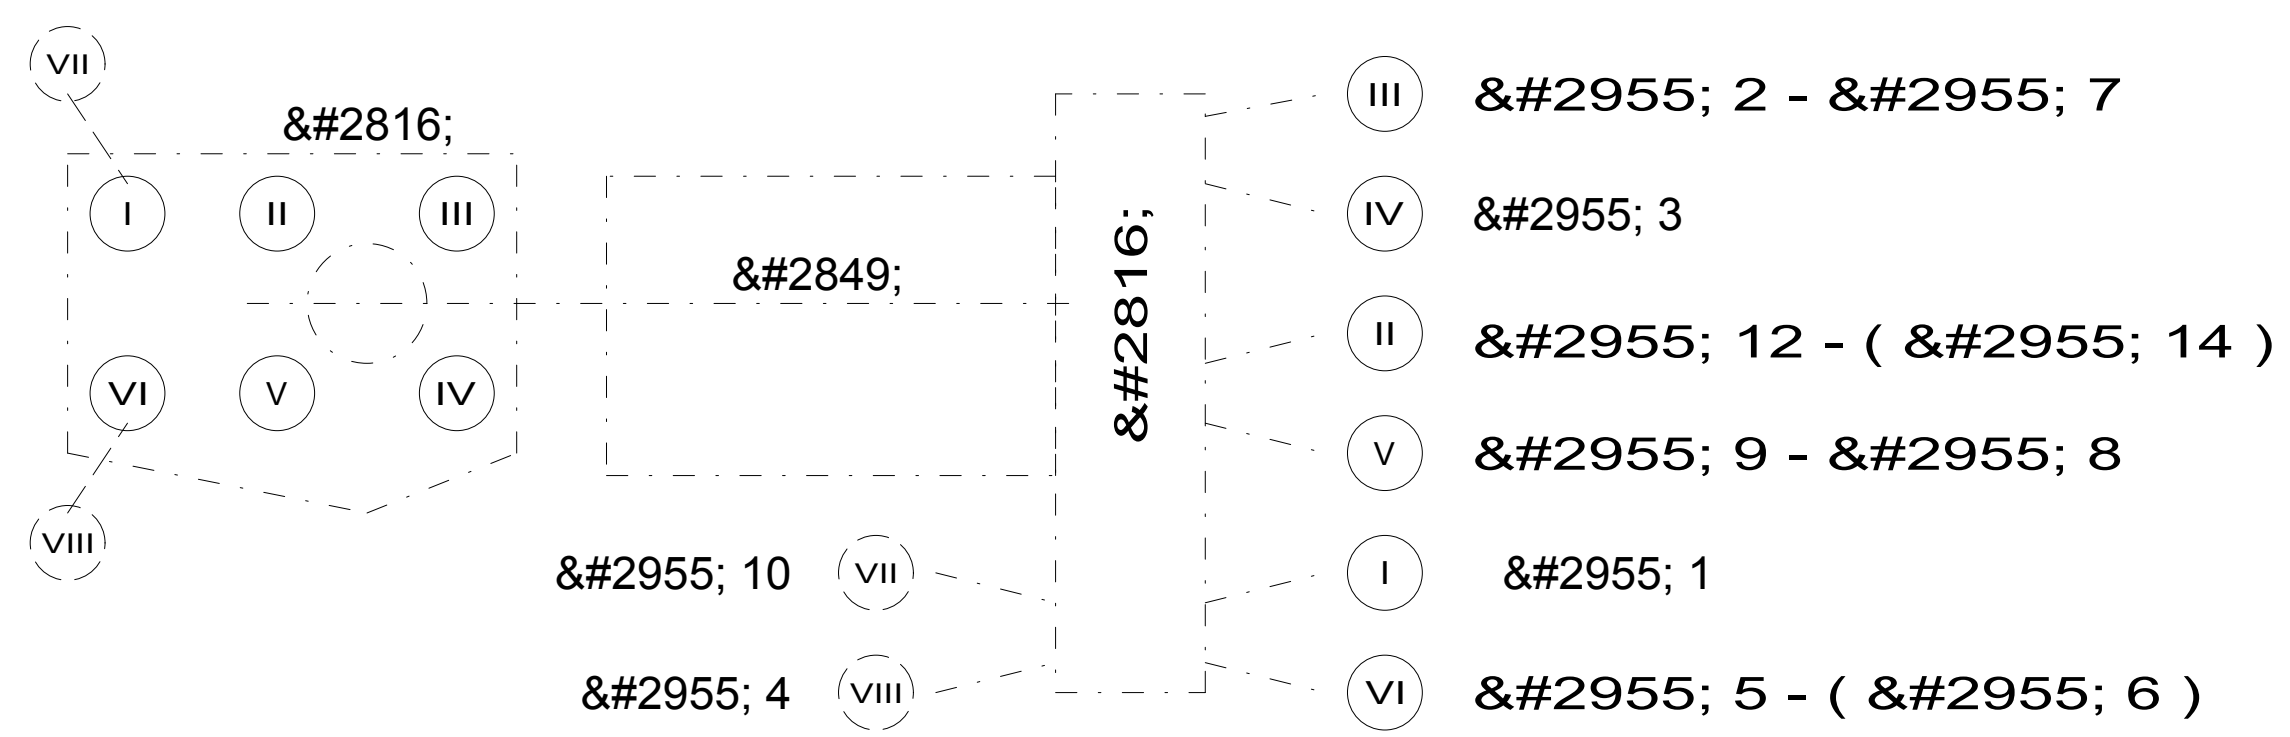 VII
&#2816;
I II III
VI V IV
VIII
&#2849;
&#2816;
III &#2955; 2 - &#2955; 7
IV &#2955; 3
II &#2955; 12 - ( &#2955; 14 )
V &#2955; 9 - &#2955; 8
&#2955; 10 VII
I &#2955; 1
&#2955; 4 VIII
VI &#2955; 5 - ( &#2955; 6 )